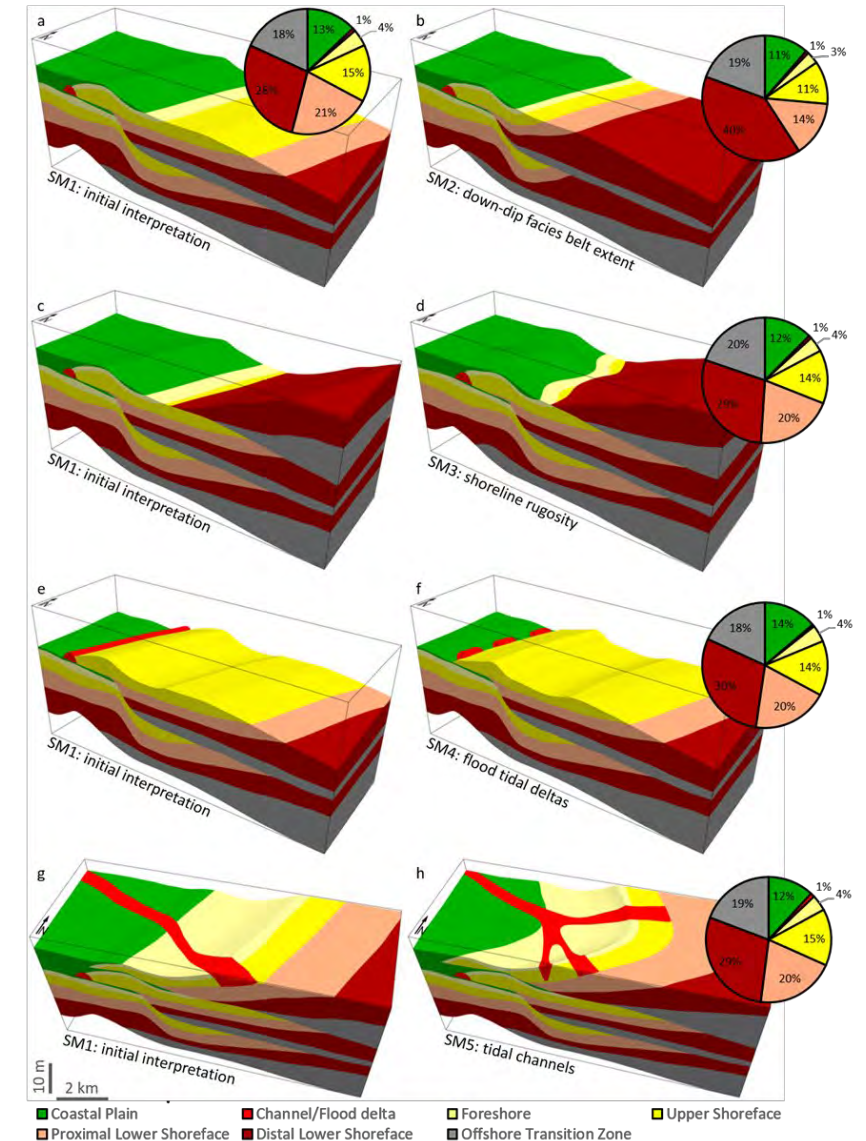 a
18%
13%
1%
4%
15%
21%
28%
N
SM1: initial interpretation
b
19%
11%
1%
3%
11%
14%
40%
N
SM2: down-dip facies belt extent
c
N
SM1: initial interpretation
d
20%
12%
1%
4%
14%
20%
29%
N
SM3: shoreline rugosity
e
N
SM1: initial interpretation
f
18%
14%
1%
4%
14%
20%
30%
N
SM4: flood tidal deltas
g
N
SM1: initial interpretation
h
19%
12%
1%
4%
15%
20%
29%
N
SM5: tidal channels
10 m
2 km
Coastal Plain Channel/Flood delta Foreshore Upper Shoreface
Proximal Lower Shoreface Distal Lower Shoreface Offshore Transition Zone